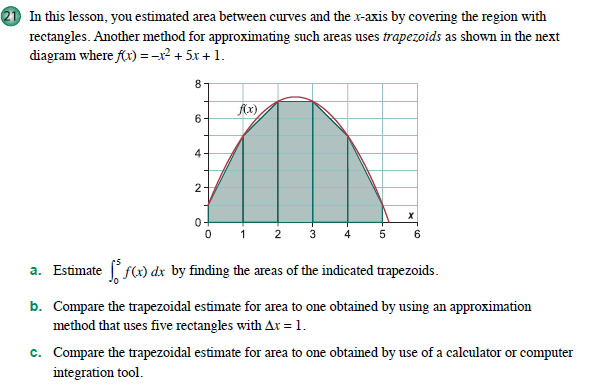 21 In this lesson, you estimated area between curves and the x-axis by covering the region with
rectangles. Another method for approximating such areas uses trapezoids as shown in the next
diagram where f(x) = −x² + 5x + 1.
8
f(x)
6
4
2
0
x
0 1 2 3 4 5 6
a. Estimate ∫₀⁵ f(x) dx by finding the areas of the indicated trapezoids.
b. Compare the trapezoidal estimate for area to one obtained by using an approximation
method that uses five rectangles with Δx = 1.
c. Compare the trapezoidal estimate for area to one obtained by use of a calculator or computer
integration tool.